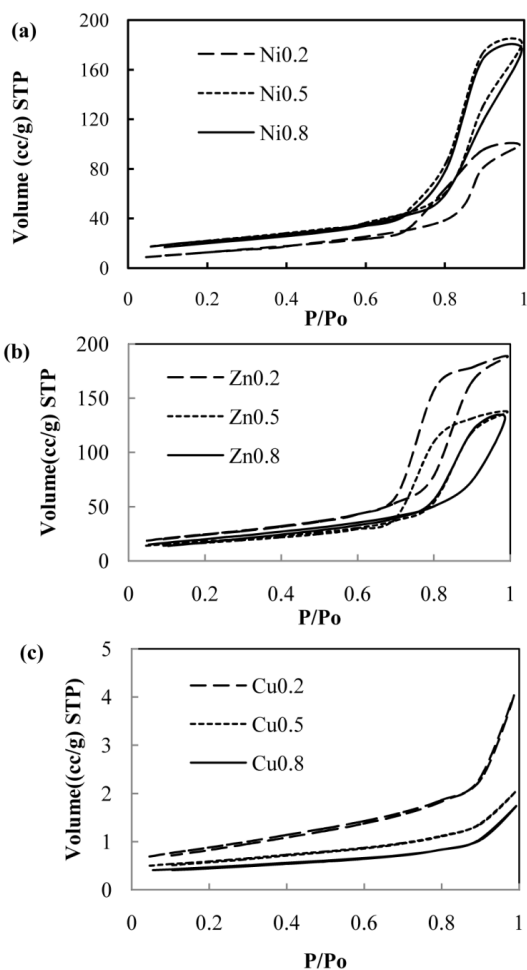 (a)
Volume (cc/g) STP
200
160
120
80
40
0
Ni0.2
Ni0.5
Ni0.8
0 0.2 0.4 0.6 0.8 1
P/Po
(b)
Volume(cc/g) STP
200
150
100
50
0
Zn0.2
Zn0.5
Zn0.8
0 0.2 0.4 0.6 0.8 1
P/Po
(c)
Volume((cc/g) STP)
5
4
3
2
1
0
Cu0.2
Cu0.5
Cu0.8
0 0.2 0.4 0.6 0.8 1
P/Po